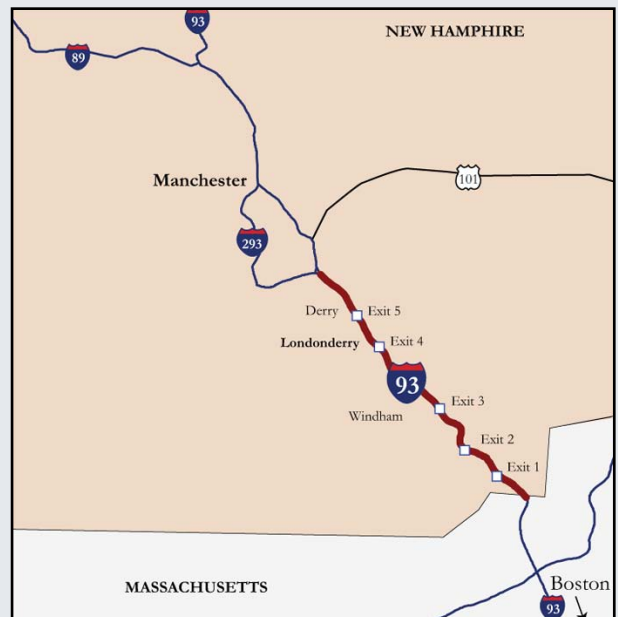 93
NEW HAMPHIRE
89
Manchester
101
293
Derry
Exit 5
Londonderry
Exit 4
93
Exit 3
Windham
Exit 2
Exit 1
MASSACHUSETTS
Boston
93